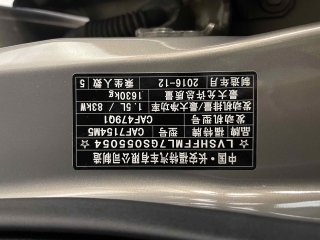 中国·长安福特汽车有限公司制造
☆LVSHFFML7GS055054☆
品牌 福特牌 型号 CAF7154M5
发动机型号 CAF479Q1
发动机排量/最大净功率 1.5L/83kW
最大允许总质量 1630kg
制造年月 2016-12 乘坐人数 5